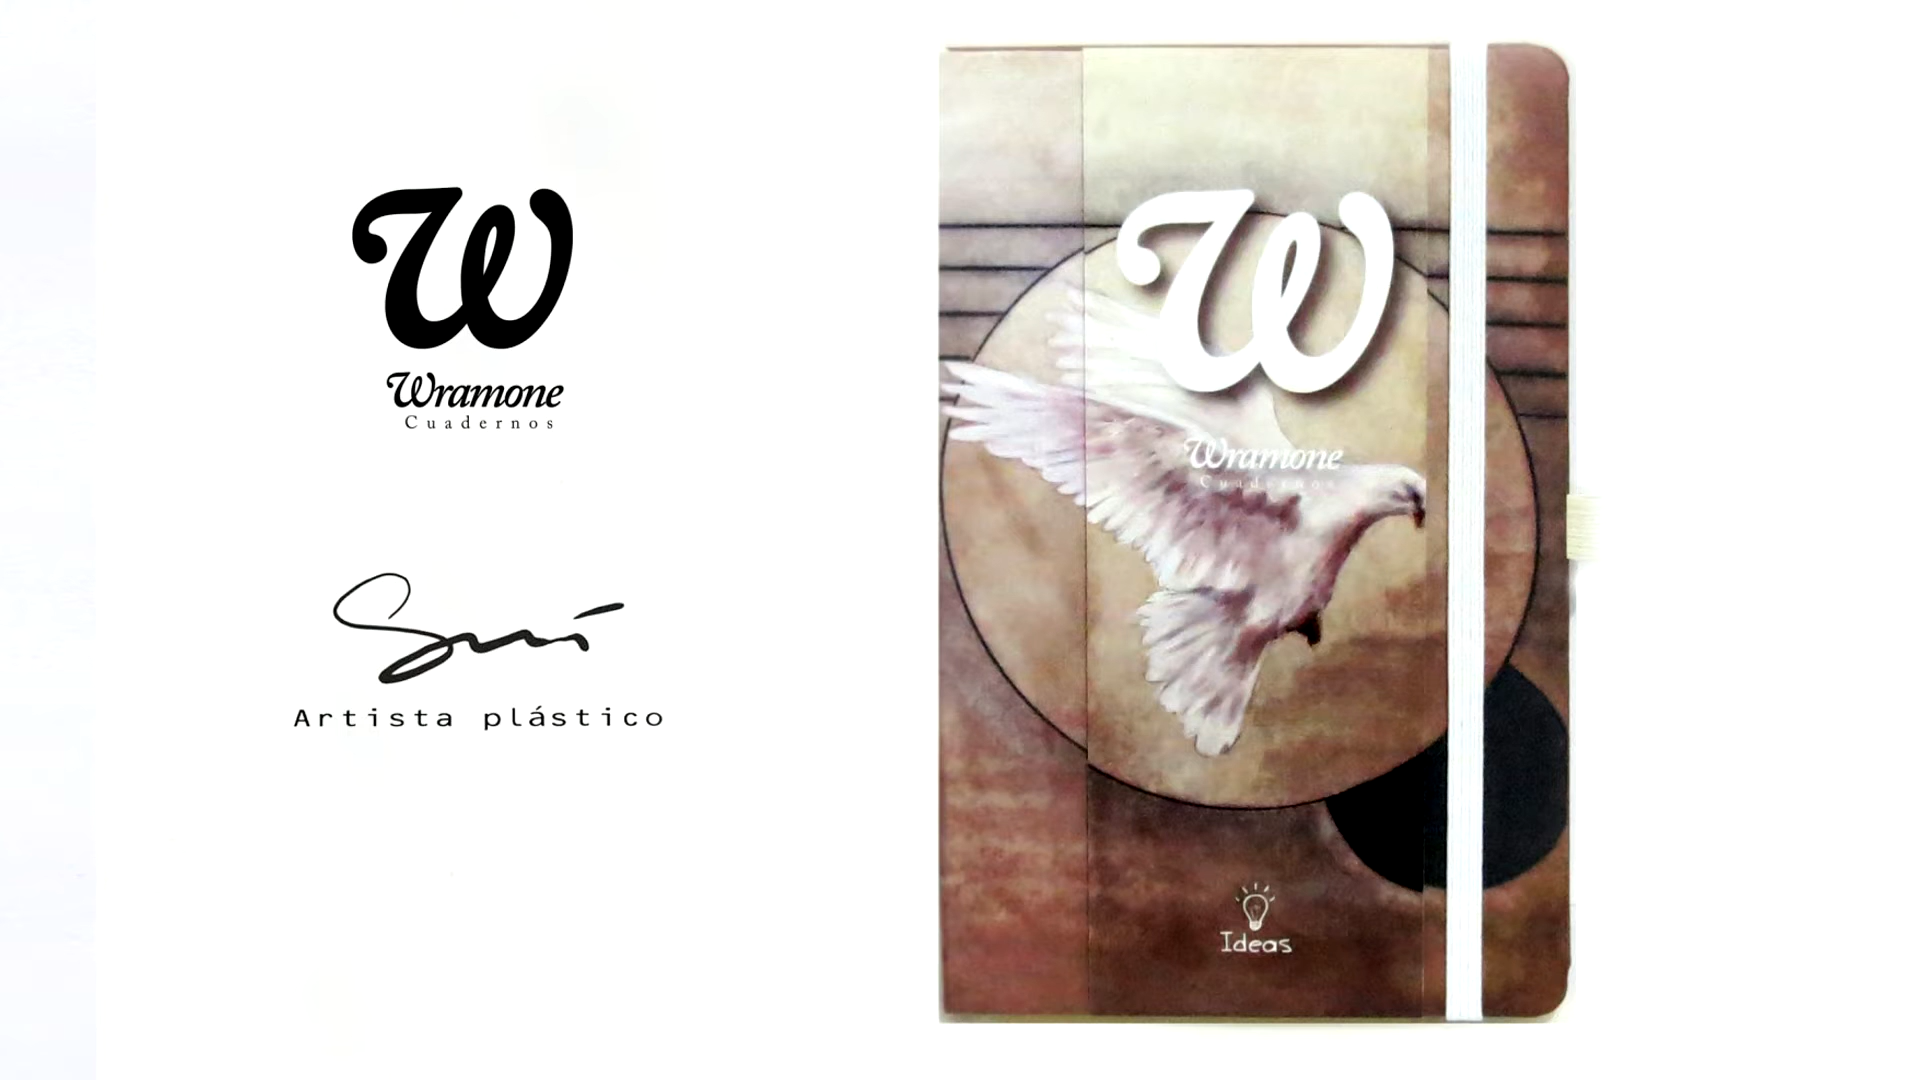 W
Wramone
Cuadernos
Artista plástico
W
Wramone
Cuadernos
Ideas